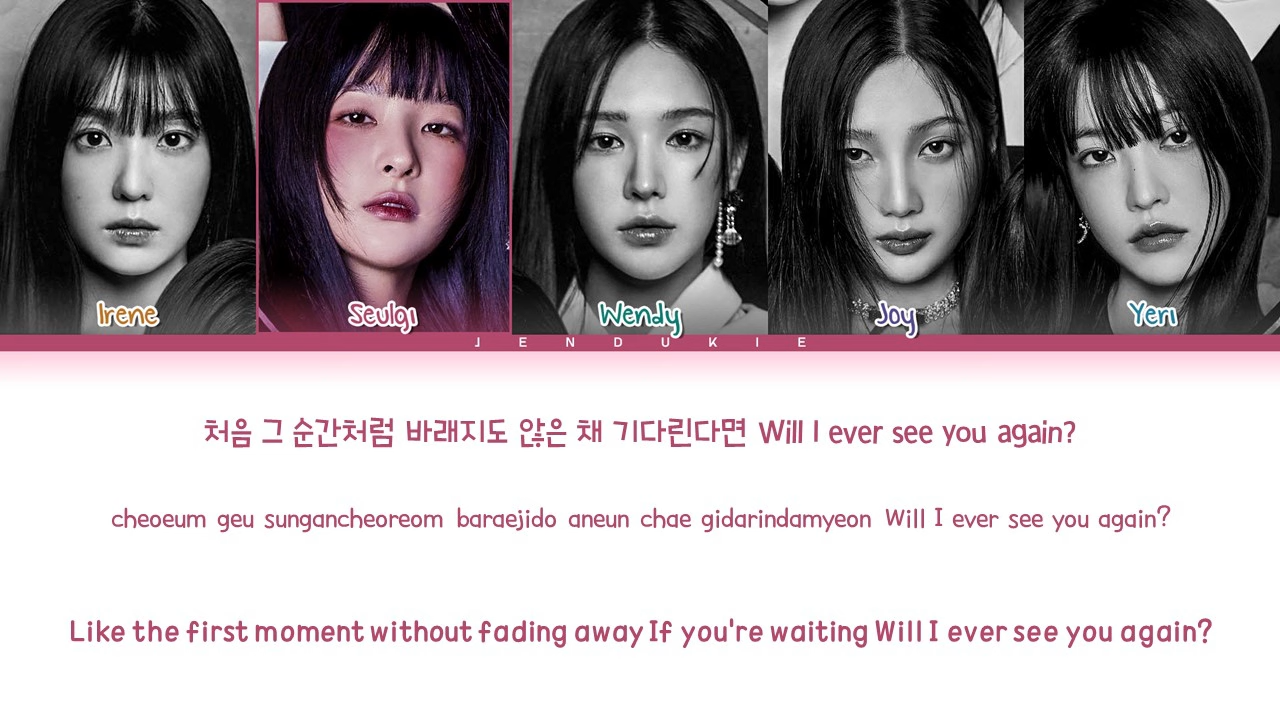 Irene
Seulgi
Wendy
Joy
Yeri
JENDUKIE
처음 그 순간처럼 바래지도 않은 채 기다린다면 Will I ever see you again?
cheoeum geu sungancheoreom baraejido aneun chae gidarindamyeon Will I ever see you again?
Like the first moment without fading away If you're waiting Will I ever see you again?